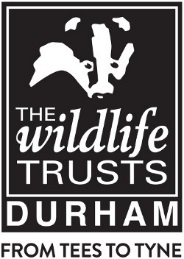 THE
wildlife
TRUSTS
DURHAM
FROM TEES TO TYNE